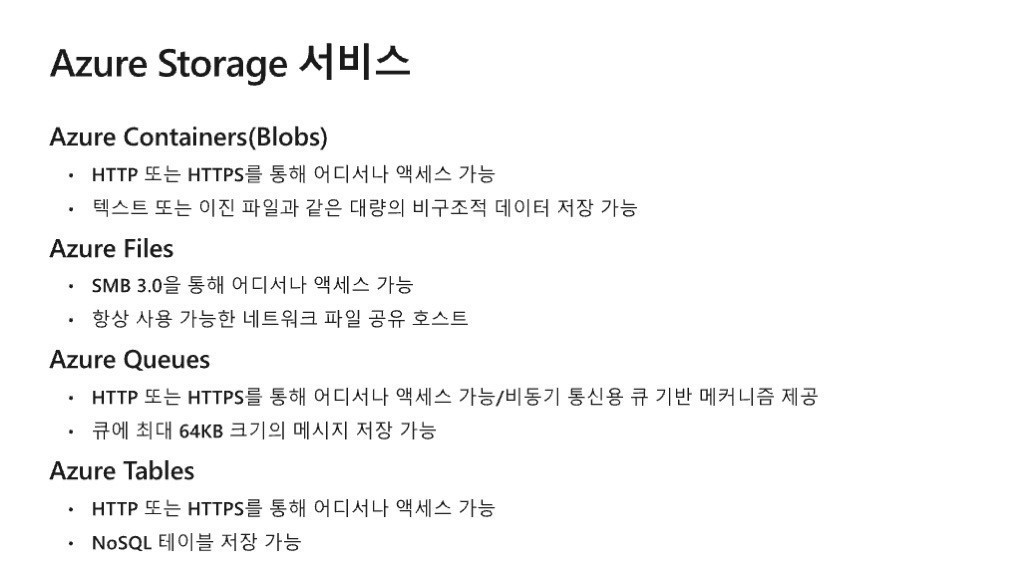 Azure Storage 서비스
Azure Containers(Blobs)
• HTTP 또는 HTTPS를 통해 어디서나 액세스 가능
• 텍스트 또는 이진 파일과 같은 대량의 비구조적 데이터 저장 가능
Azure Files
• SMB 3.0을 통해 어디서나 액세스 가능
• 항상 사용 가능한 네트워크 파일 공유 호스트
Azure Queues
• HTTP 또는 HTTPS를 통해 어디서나 액세스 가능/비동기 통신용 큐 기반 메커니즘 제공
• 큐에 최대 64KB 크기의 메시지 저장 가능
Azure Tables
• HTTP 또는 HTTPS를 통해 어디서나 액세스 가능
• NoSQL 테이블 저장 가능